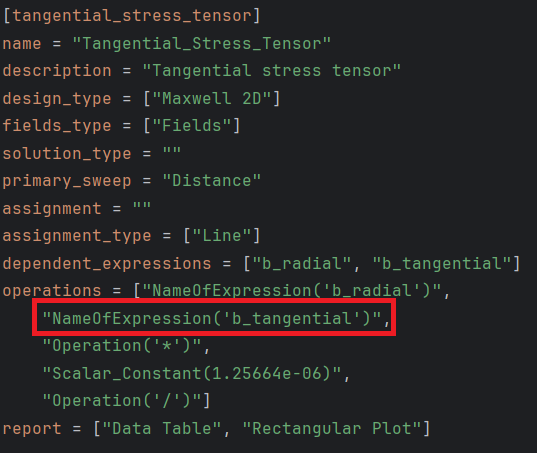 [tangential_stress_tensor]
name = "Tangential_Stress_Tensor"
description = "Tangential stress tensor"
design_type = ["Maxwell 2D"]
fields_type = ["Fields"]
solution_type = ""
primary_sweep = "Distance"
assignment = ""
assignment_type = ["Line"]
dependent_expressions = ["b_radial", "b_tangential"]
operations = ["NameOfExpression('b_radial')",
    "NameOfExpression('b_tangential')",
    "Operation('*')",
    "Scalar_Constant(1.25664e-06)",
    "Operation('/')"]
report = ["Data Table", "Rectangular Plot"]